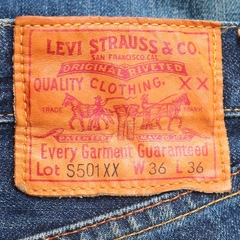 LEVI STRAUSS & CO.
SAN FRANCISCO CAL
ORIGINAL RIVETED
QUALITY CLOTHING. XX
TRADE MARK
Every Garment Guaranteed
Lot S501XX W 36 L 36